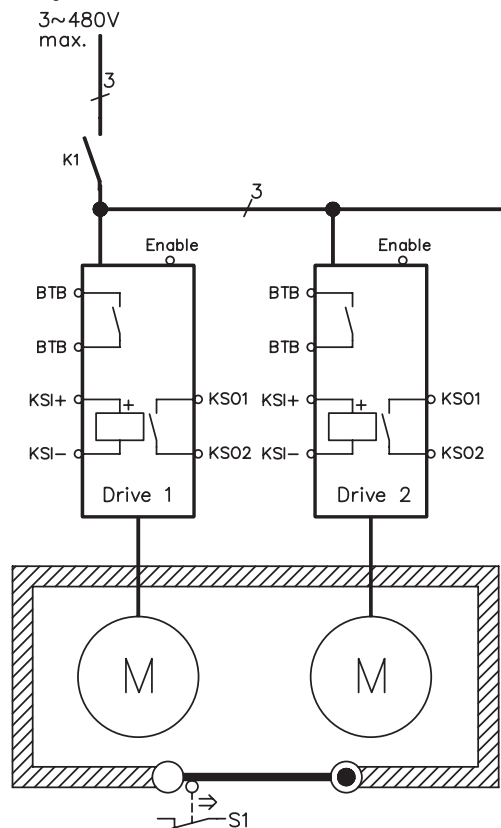 3~480V
max.
3
K1
3
Enable
Enable
BTB
BTB
BTB
BTB
KSI+
+
KSO1
KSI+
+
KSO1
KSI-
KSO2
KSI-
KSO2
Drive 1
Drive 2
M
M
S1